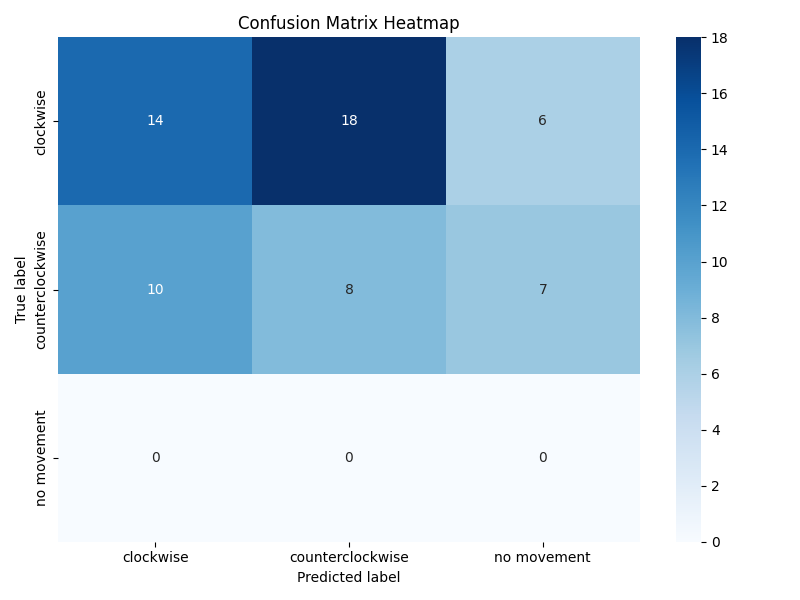 Confusion Matrix Heatmap
True label
clockwise
counterclockwise
no movement
14 18 6
10 8 7
0 0 0
clockwise counterclockwise no movement
Predicted label
18
16
14
12
10
8
6
4
2
0